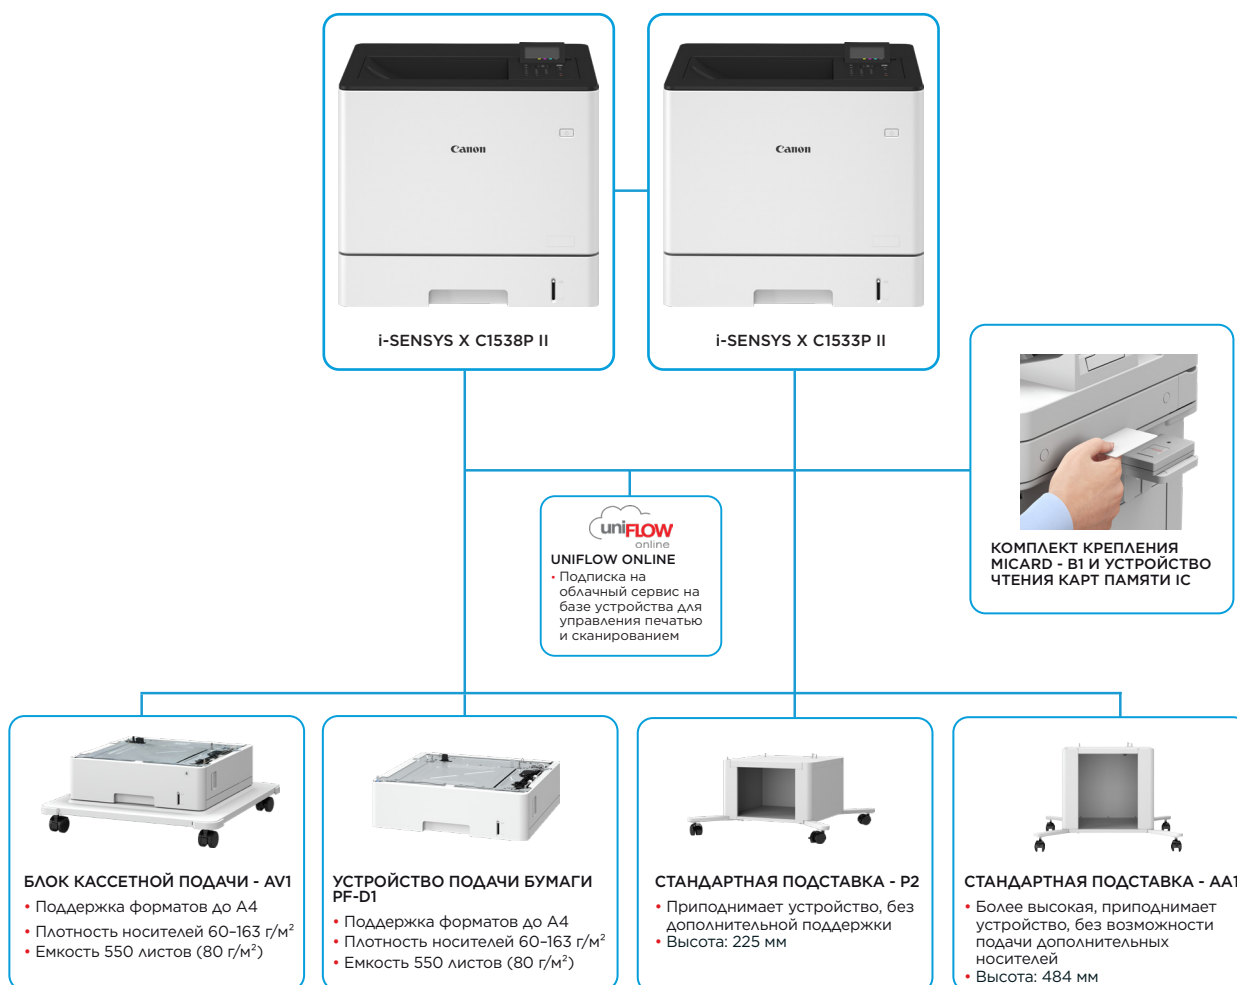 Canon
Canon
i-SENSYS X C1538P II
i-SENSYS X C1533P II
КОМПЛЕКТ КРЕПЛЕНИЯ
MICARD - B1 И УСТРОЙСТВО
ЧТЕНИЯ КАРТ ПАМЯТИ IC
uniFLOW
online
UNIFLOW ONLINE
• Подписка на
облачный сервис на
базе устройства для
управления печатью
и сканированием
БЛОК КАССЕТНОЙ ПОДАЧИ - AV1
• Поддержка форматов до A4
• Плотность носителей 60–163 г/м²
• Емкость 550 листов (80 г/м²)
УСТРОЙСТВО ПОДАЧИ БУМАГИ
PF-D1
• Поддержка форматов до A4
• Плотность носителей 60–163 г/м²
• Емкость 550 листов (80 г/м²)
СТАНДАРТНАЯ ПОДСТАВКА - P2
• Приподнимает устройство, без
дополнительной поддержки
• Высота: 225 мм
СТАНДАРТНАЯ ПОДСТАВКА - AA1
• Более высокая, приподнимает
устройство, без возможности
подачи дополнительных
носителей
• Высота: 484 мм